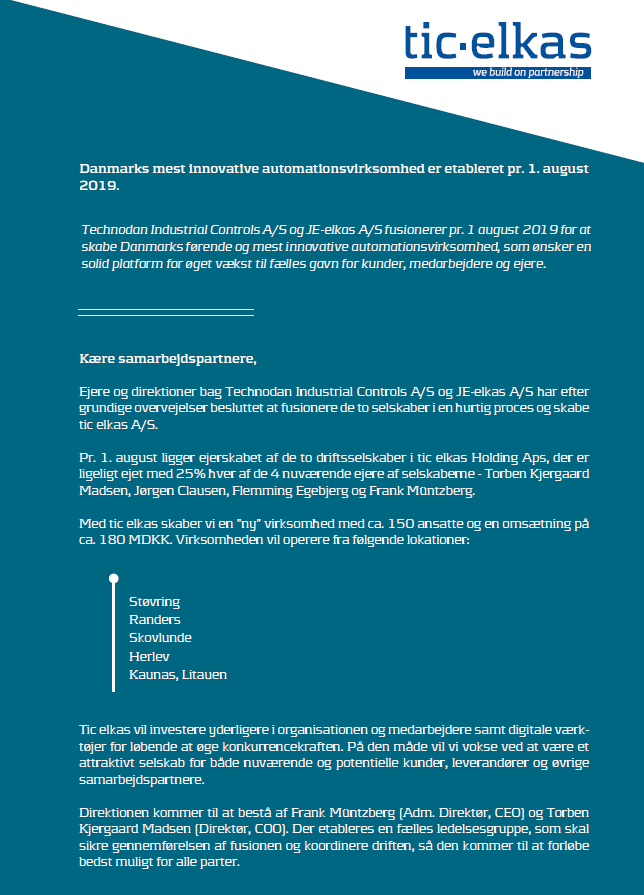 tic·elkas
we build on partnership
Danmarks mest innovative automationsvirksomhed er etableret pr. 1. august
2019.
Technodan Industrial Controls A/S og JE-elkas A/S fusionerer pr. 1 august 2019 for at
skabe Danmarks førende og mest innovative automationsvirksomhed, som ønsker en
solid platform for øget vækst til fælles gavn for kunder, medarbejdere og ejere.
Kære samarbejdspartnere,
Ejere og direktioner bag Technodan Industrial Controls A/S og JE-elkas A/S har efter
grundige overvejelser besluttet at fusionere de to selskaber i en hurtig proces og skabe
tic elkas A/S.
Pr. 1. august ligger ejerskabet af de to driftsselskaber i tic elkas Holding Aps, der er
ligeligt ejet med 25% hver af de 4 nuværende ejere af selskaberne - Torben Kjergaard
Madsen, Jørgen Clausen, Flemming Egebjerg og Frank Müntzberg.
Med tic elkas skaber vi en "ny" virksomhed med ca. 150 ansatte og en omsætning på
ca. 180 MDKK. Virksomheden vil operere fra følgende lokationer:
Støvring
Randers
Skovlunde
Herlev
Kaunas, Litauen
Tic elkas vil investere yderligere i organisationen og medarbejdere samt digitale værk-
tøjer for løbende at øge konkurrencekraften. På den måde vil vi vokse ved at være et
attraktivt selskab for både nuværende og potentielle kunder, leverandører og øvrige
samarbejdspartnere.
Direktionen kommer til at bestå af Frank Müntzberg (Adm. Direktør, CEO) og Torben
Kjergaard Madsen (Direktør, COO). Der etableres en fælles ledelsesgruppe, som skal
sikre gennemførelsen af fusionen og koordinere driften, så den kommer til at forløbe
bedst muligt for alle parter.